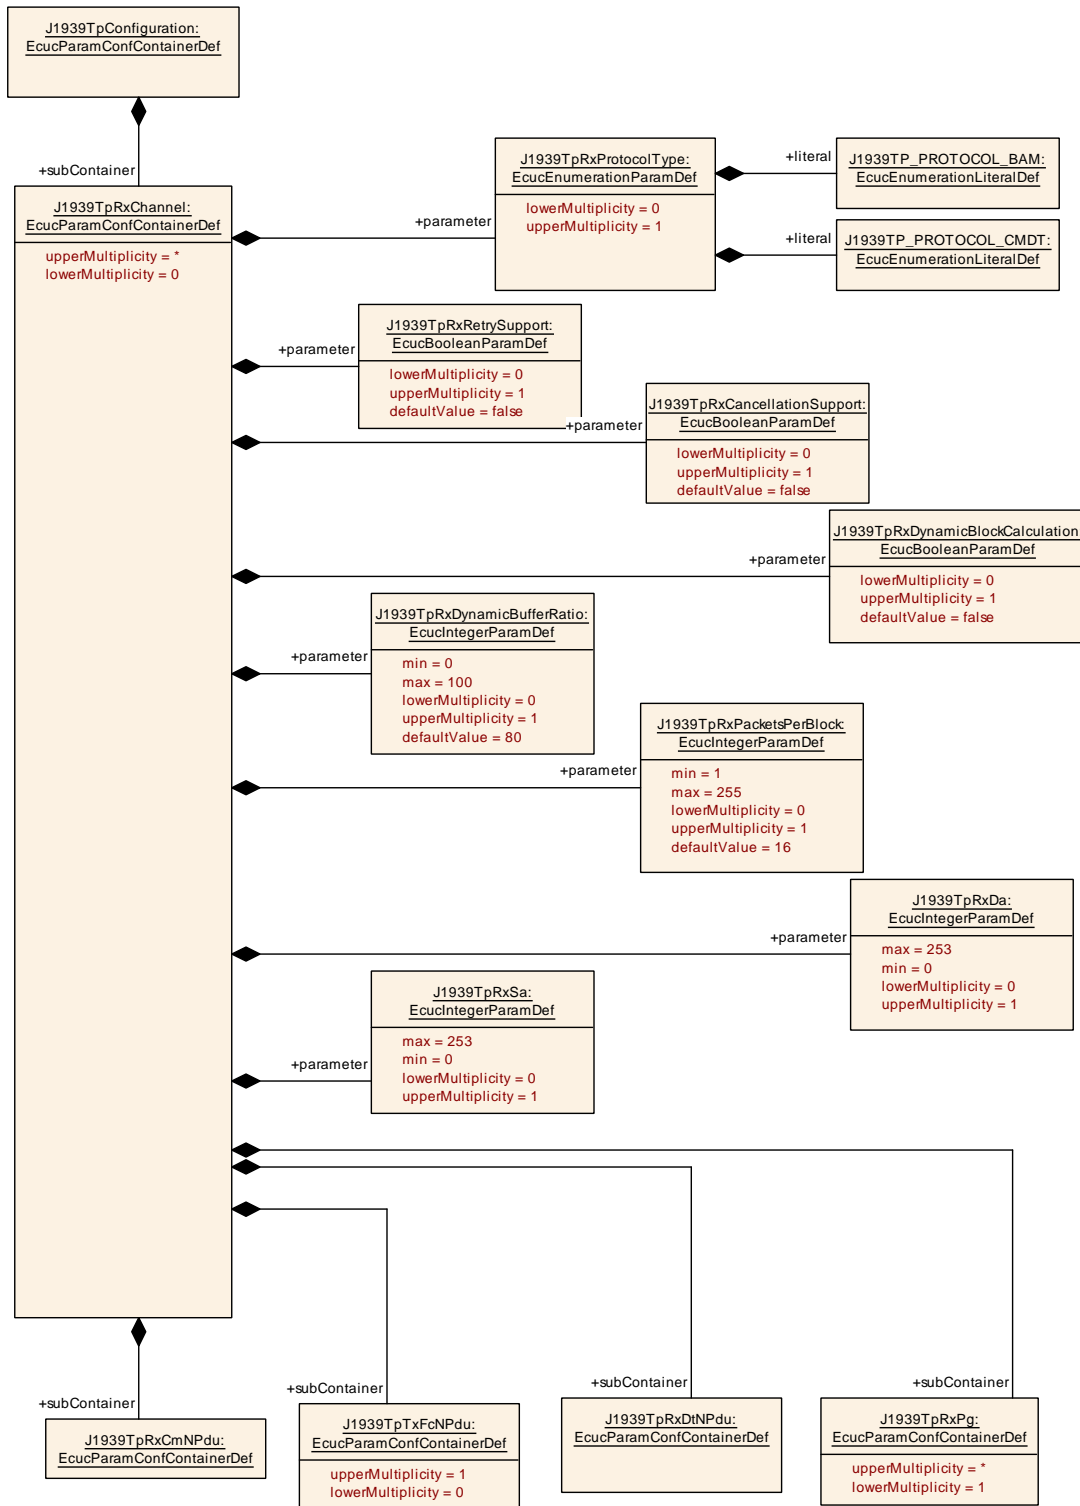 J1939TpConfiguration:
EcucParamConfContainerDef
+subContainer
J1939TpRxChannel:
EcucParamConfContainerDef
upperMultiplicity = *
lowerMultiplicity = 0
+parameter
J1939TpRxProtocolType:
EcucEnumerationParamDef
lowerMultiplicity = 0
upperMultiplicity = 1
+literal
J1939TP_PROTOCOL_BAM:
EcucEnumerationLiteralDef
+literal
J1939TP_PROTOCOL_CMDT:
EcucEnumerationLiteralDef
+parameter
J1939TpRxRetrySupport:
EcucBooleanParamDef
lowerMultiplicity = 0
upperMultiplicity = 1
defaultValue = false
+parameter
J1939TpRxCancellationSupport:
EcucBooleanParamDef
lowerMultiplicity = 0
upperMultiplicity = 1
defaultValue = false
+parameter
J1939TpRxDynamicBlockCalculation
EcucBooleanParamDef
lowerMultiplicity = 0
upperMultiplicity = 1
defaultValue = false
+parameter
J1939TpRxDynamicBufferRatio:
EcucIntegerParamDef
min = 0
max = 100
lowerMultiplicity = 0
upperMultiplicity = 1
defaultValue = 80
+parameter
J1939TpRxPacketsPerBlock:
EcucIntegerParamDef
min = 1
max = 255
lowerMultiplicity = 0
upperMultiplicity = 1
defaultValue = 16
+parameter
J1939TpRxDa:
EcucIntegerParamDef
max = 253
min = 0
lowerMultiplicity = 0
upperMultiplicity = 1
+parameter
J1939TpRxSa:
EcucIntegerParamDef
max = 253
min = 0
lowerMultiplicity = 0
upperMultiplicity = 1
+subContainer
J1939TpRxCmNPdu:
EcucParamConfContainerDef
+subContainer
J1939TpTxFcNPdu:
EcucParamConfContainerDef
upperMultiplicity = 1
lowerMultiplicity = 0
+subContainer
J1939TpRxDtNPdu:
EcucParamConfContainerDef
+subContainer
J1939TpRxPg:
EcucParamConfContainerDef
upperMultiplicity = *
lowerMultiplicity = 1